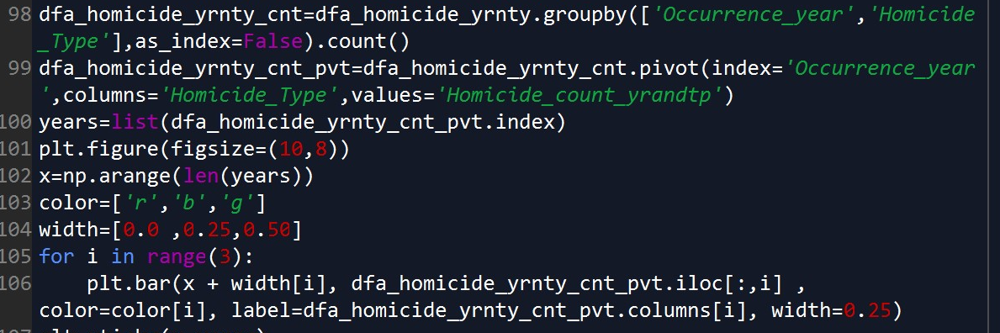 98 dfa_homicide_yrnty_cnt=dfa_homicide_yrnty.groupby(['Occurrence_year','Homicide
_Type'],as_index=False).count()
99 dfa_homicide_yrnty_cnt_pvt=dfa_homicide_yrnty_cnt.pivot(index='Occurrence_year
',columns='Homicide_Type',values='Homicide_count_yrandtp')
100 years=list(dfa_homicide_yrnty_cnt_pvt.index)
101 plt.figure(figsize=(10,8))
102 x=np.arange(len(years))
103 color=['r','b','g']
104 width=[0.0 ,0.25,0.50]
105 for i in range(3):
106     plt.bar(x + width[i], dfa_homicide_yrnty_cnt_pvt.iloc[:,i] ,
color=color[i], label=dfa_homicide_yrnty_cnt_pvt.columns[i], width=0.25)